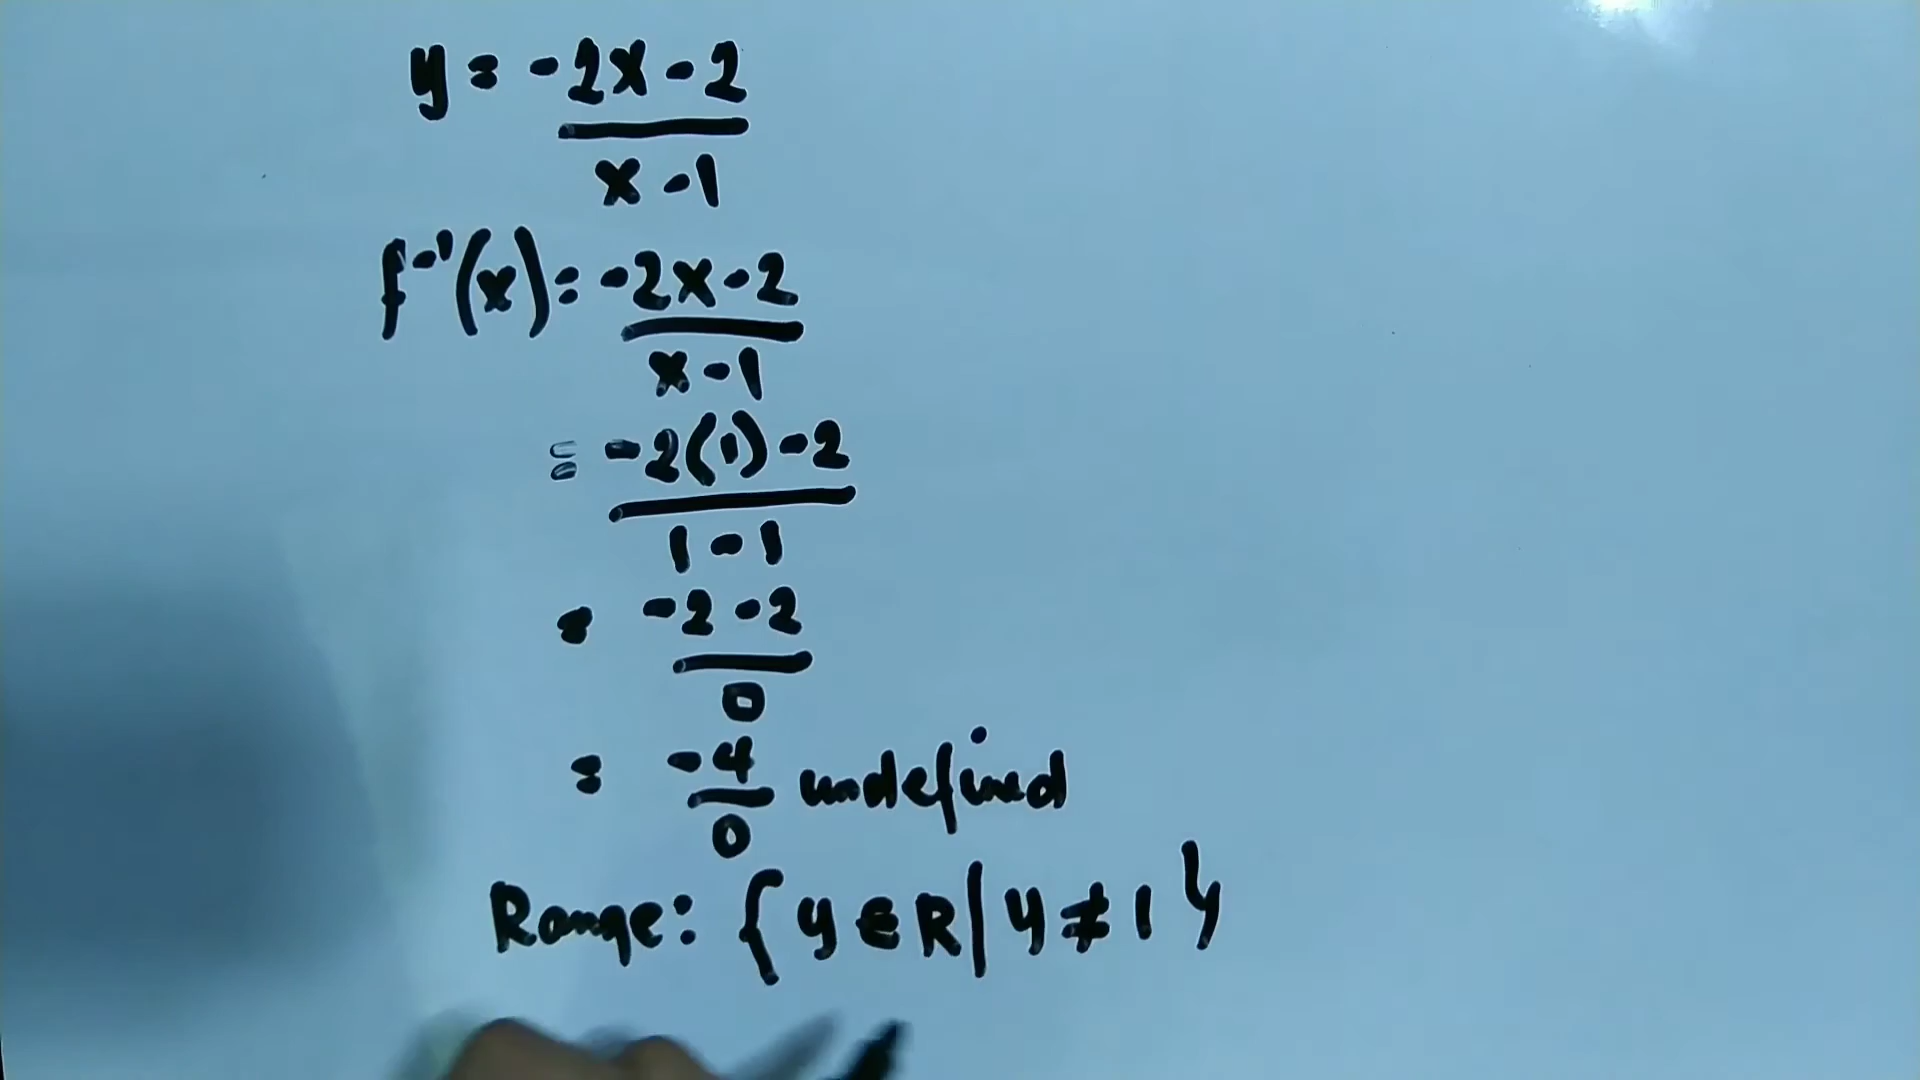 y = -2x - 2
x - 1
f⁻¹(x) = -2x - 2
x - 1
= -2(1) - 2
1 - 1
= -2 - 2
0
= -4
0 undefined
Range: { y ∈ R | y ≠ 1 }